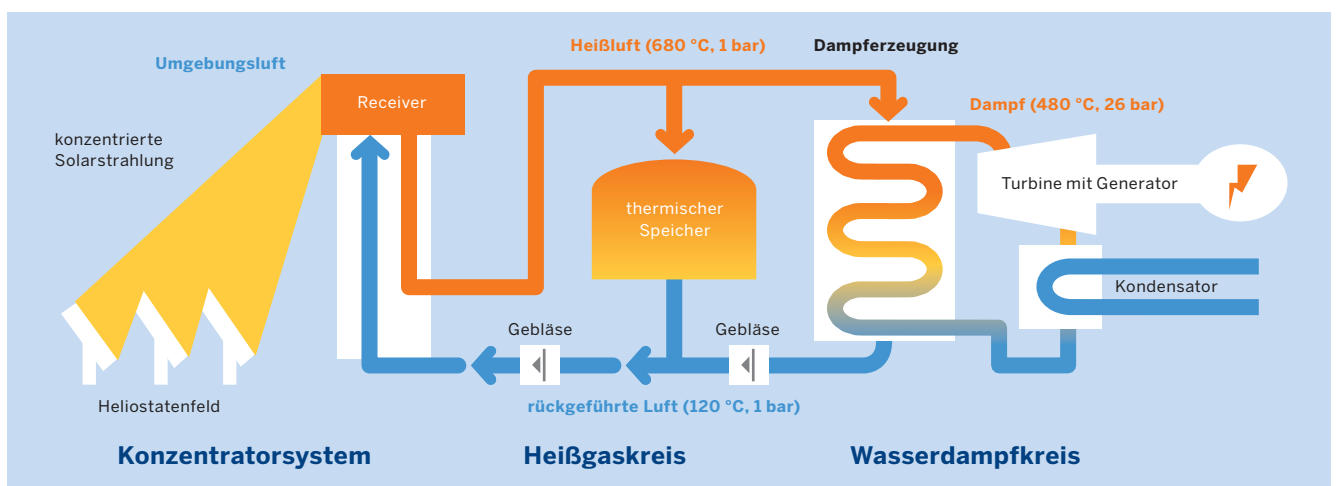 Heißluft (680 °C, 1 bar)
Dampferzeugung
Umgebungsluft
Receiver
Dampf (480 °C, 26 bar)
konzentrierte
Solarstrahlung
thermischer
Speicher
Turbine mit Generator
Kondensator
Gebläse
Gebläse
Heliostatenfeld
rückgeführte Luft (120 °C, 1 bar)
Konzentratorsystem
Heißgaskreis
Wasserdampfkreis